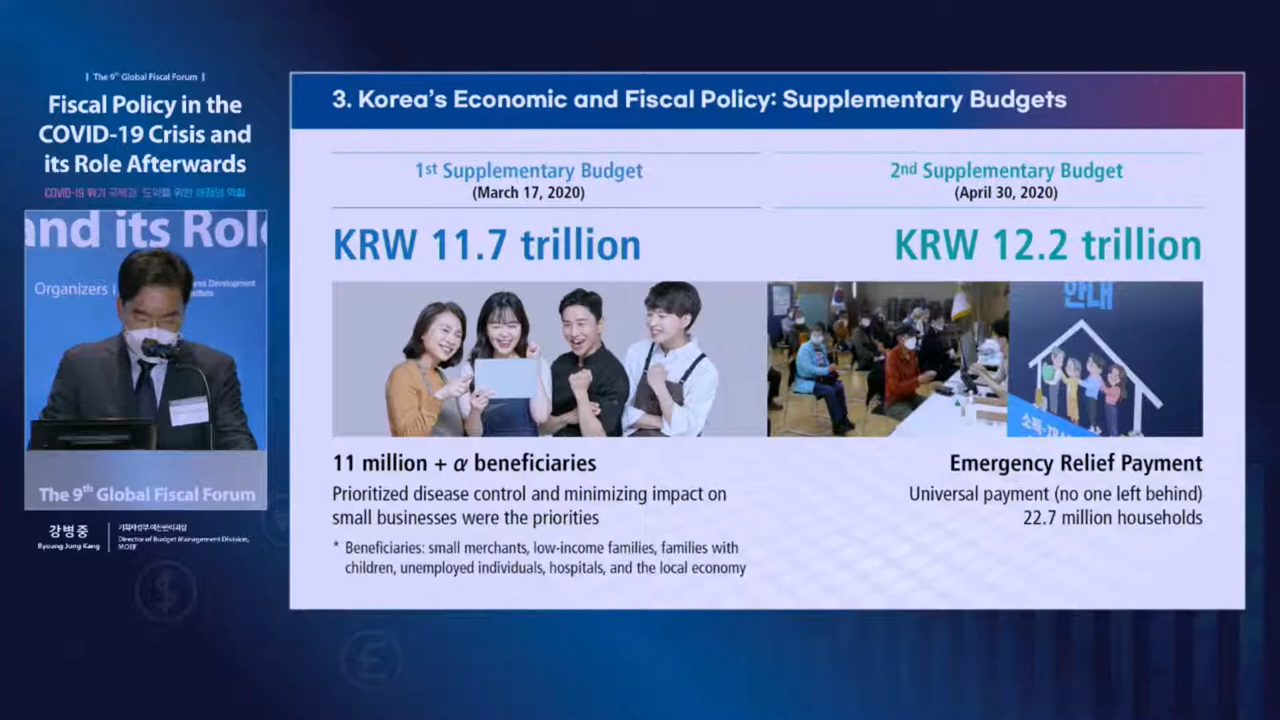 | The 9th Global Fiscal Forum |
Fiscal Policy in the
COVID-19 Crisis and
its Role Afterwards
COVID-19 위기 극복과 도약을 위한 재정의 역할
and its Rol
Organizers
The 9th Global Fiscal Forum
강병중
Byoung Jung Kang
기획재정부 예산관리과장
Director of Budget Management Division,
MOEF
3. Korea's Economic and Fiscal Policy: Supplementary Budgets
1st Supplementary Budget
(March 17, 2020)
KRW 11.7 trillion
11 million + α beneficiaries
Prioritized disease control and minimizing impact on
small businesses were the priorities
* Beneficiaries: small merchants, low-income families, families with
children, unemployed individuals, hospitals, and the local economy
2nd Supplementary Budget
(April 30, 2020)
KRW 12.2 trillion
안내
Emergency Relief Payment
Universal payment (no one left behind)
22.7 million households